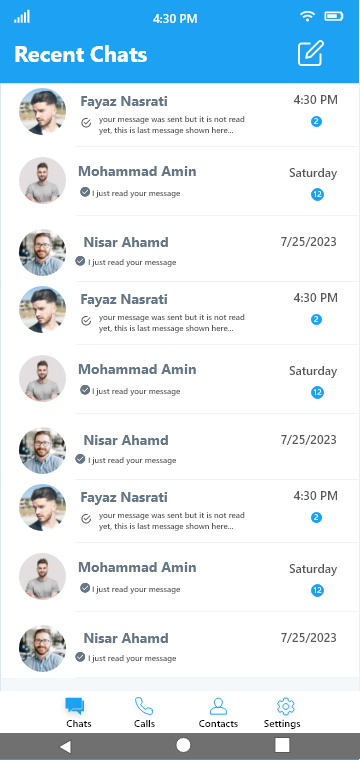 4:30 PM
Recent Chats
Fayaz Nasrati 4:30 PM
your message was sent but it is not read 2
yet, this is last message shown here...
Mohammad Amin Saturday
I just read your message 12
Nisar Ahamd 7/25/2023
I just read your message
Fayaz Nasrati 4:30 PM
your message was sent but it is not read 2
yet, this is last message shown here...
Mohammad Amin Saturday
I just read your message 12
Nisar Ahamd 7/25/2023
I just read your message
Fayaz Nasrati 4:30 PM
your message was sent but it is not read 2
yet, this is last message shown here...
Mohammad Amin Saturday
I just read your message 12
Nisar Ahamd 7/25/2023
I just read your message
Chats Calls Contacts Settings